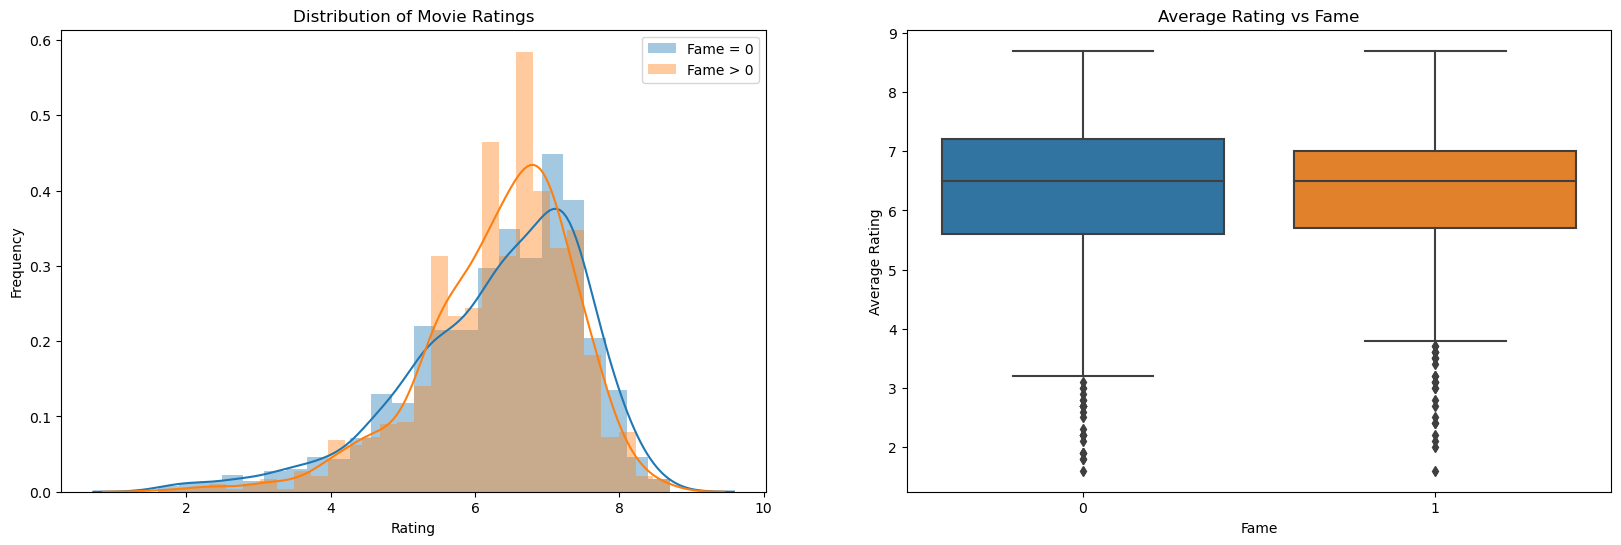 Distribution of Movie Ratings
Fame = 0
Fame > 0
0.6
0.5
0.4
0.3
0.2
0.1
0.0
Frequency
2
4
6
8
10
Rating
Average Rating vs Fame
9
8
7
6
5
4
3
2
Average Rating
0
1
Fame